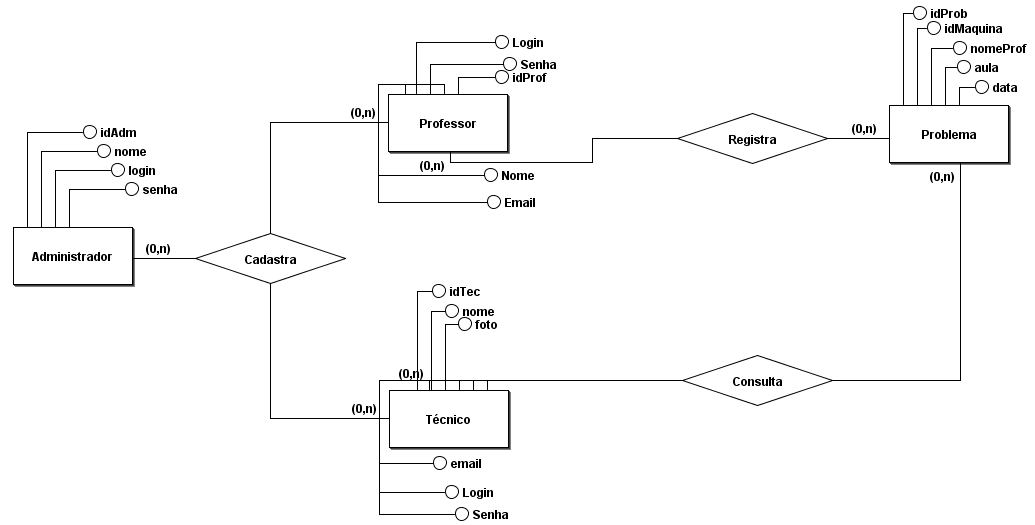 idProb
idMaquina
nomeProf
aula
data
Problema
(0,n)
(0,n)
Login
Senha
idProf
(0,n)
Professor
(0,n)
Nome
Email
Registra
idAdm
nome
login
senha
Administrador
(0,n)
Cadastra
idTec
nome
foto
(0,n)
(0,n)
Técnico
email
Login
Senha
Consulta